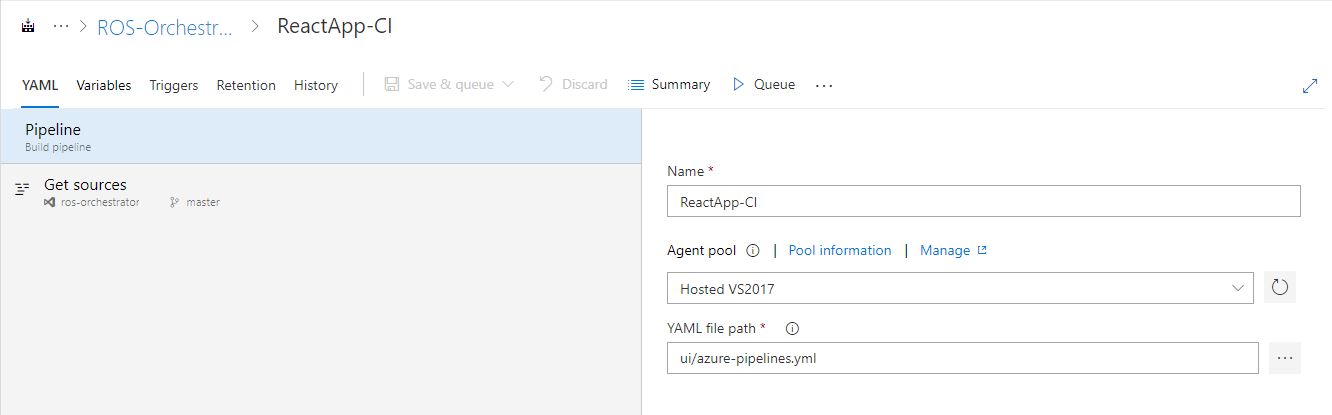 ··· > ROS-Orchestr... > ReactApp-CI
YAML Variables Triggers Retention History | Save & queue Discard Summary Queue ...
Pipeline
Build pipeline
Get sources
ros-orchestrator master
Name *
ReactApp-CI
Agent pool | Pool information | Manage
Hosted VS2017
YAML file path *
ui/azure-pipelines.yml ...